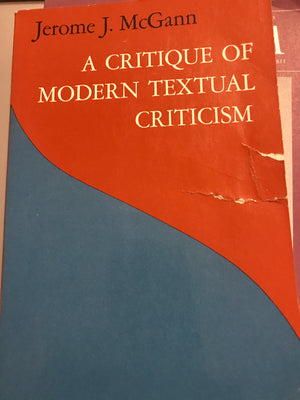 Jerome J. McGann
A CRITIQUE OF
MODERN TEXTUAL
CRITICISM